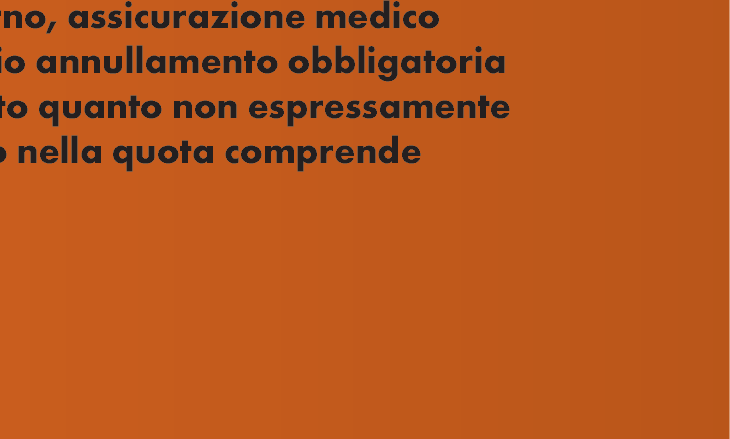 rno, assicurazione medico
io annullamento obbligatoria
to quanto non espressamente
o nella quota comprende